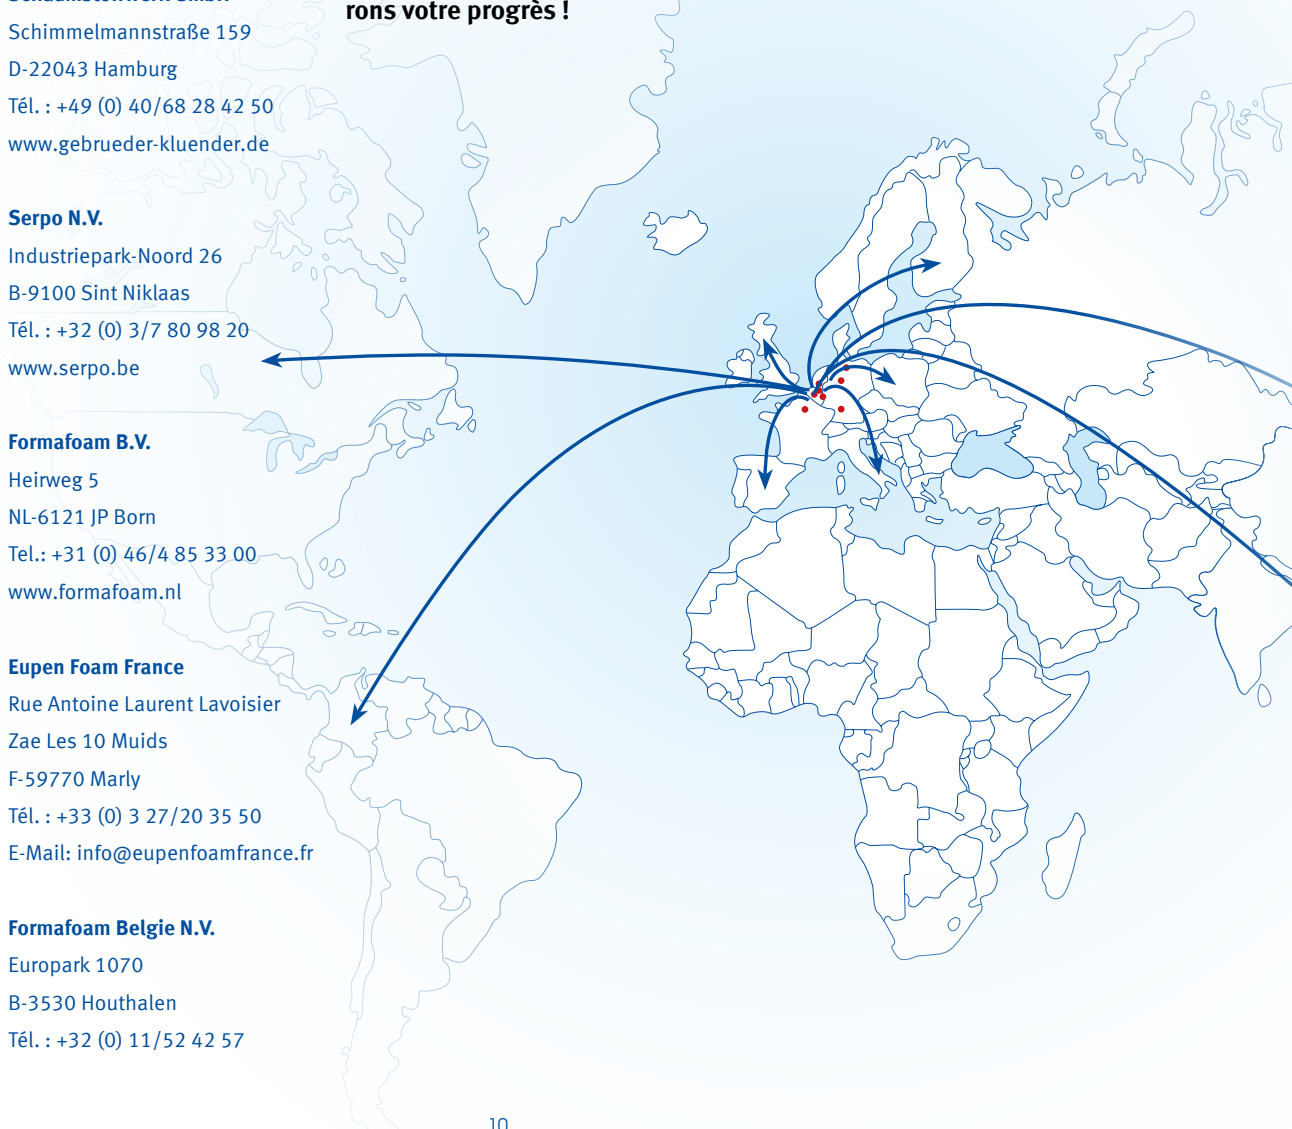 rons votre progrès !
Schimmelmannstraße 159
D-22043 Hamburg
Tél. : +49 (0) 40/68 28 42 50
www.gebrueder-kluender.de
Serpo N.V.
Industriepark-Noord 26
B-9100 Sint Niklaas
Tél. : +32 (0) 3/7 80 98 20
www.serpo.be
Formafoam B.V.
Heirweg 5
NL-6121 JP Born
Tel.: +31 (0) 46/4 85 33 00
www.formafoam.nl
Eupen Foam France
Rue Antoine Laurent Lavoisier
Zae Les 10 Muids
F-59770 Marly
Tél. : +33 (0) 3 27/20 35 50
E-Mail: info@eupenfoamfrance.fr
Formafoam Belgie N.V.
Europark 1070
B-3530 Houthalen
Tél. : +32 (0) 11/52 42 57
10